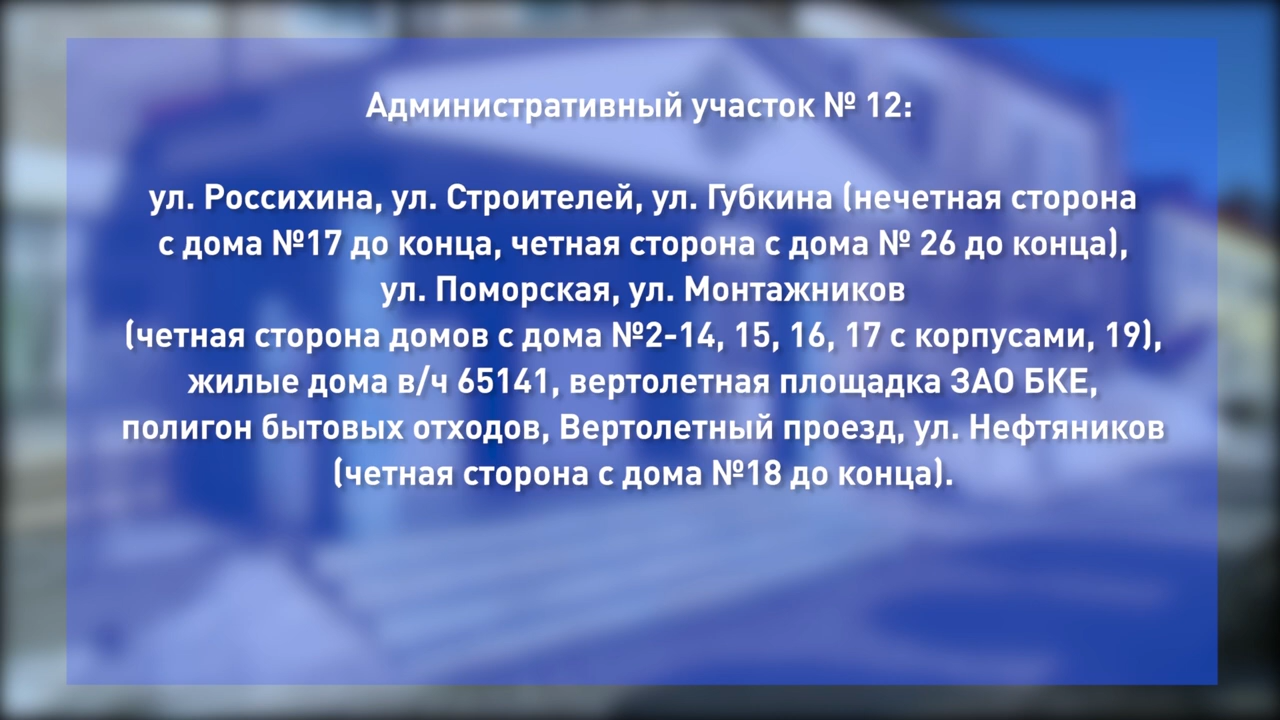 Административный участок № 12:
ул. Россихина, ул. Строителей, ул. Губкина (нечетная сторона
с дома №17 до конца, четная сторона с дома № 26 до конца),
ул. Поморская, ул. Монтажников
(четная сторона домов с дома №2-14, 15, 16, 17 с корпусами, 19),
жилые дома в/ч 65141, вертолетная площадка ЗАО БКЕ,
полигон бытовых отходов, Вертолетный проезд, ул. Нефтяников
(четная сторона с дома №18 до конца).